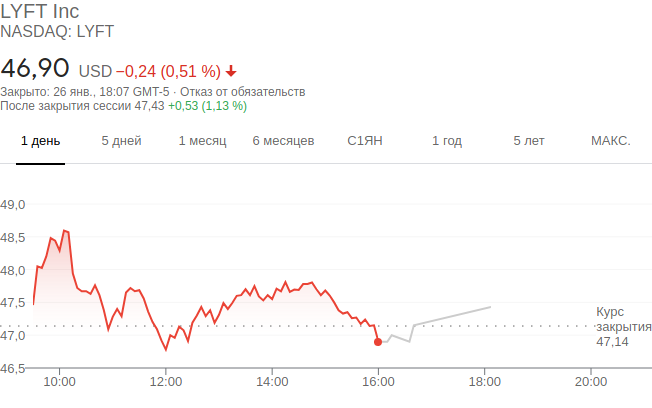 LYFT Inc
NASDAQ: LYFT
46,90 USD −0,24 (0,51 %)
Закрыто: 26 янв., 18:07 GMT-5 · Отказ от обязательств
После закрытия сессии 47,43 +0,53 (1,13 %)
1 день 5 дней 1 месяц 6 месяцев С1ЯН 1 год 5 лет МАКС.
49,0
48,5
48,0
47,5
Курс
закрытия
47,14
47,0
46,5
10:00 12:00 14:00 16:00 18:00 20:00